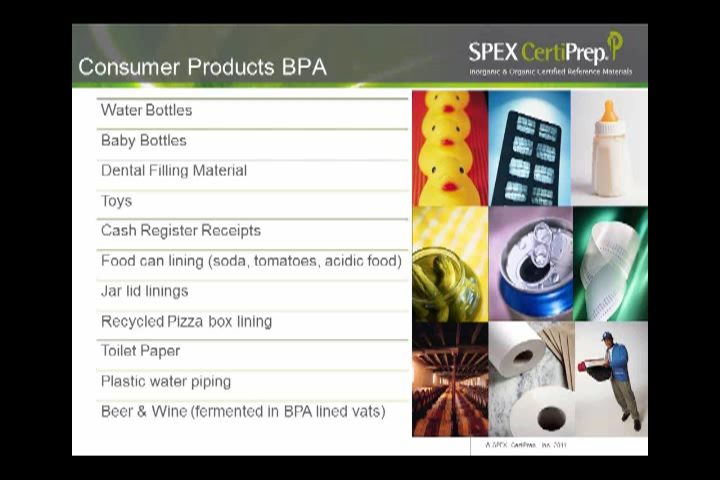 Consumer Products BPA
SPEX CertiPrep.
Inorganic & Organic Certified Reference Materials
Water Bottles
Baby Bottles
Dental Filling Material
Toys
Cash Register Receipts
Food can lining (soda, tomatoes, acidic food)
Jar lid linings
Recycled Pizza box lining
Toilet Paper
Plastic water piping
Beer & Wine (fermented in BPA lined vats)
© SPEX CertiPrep, Inc. 2011